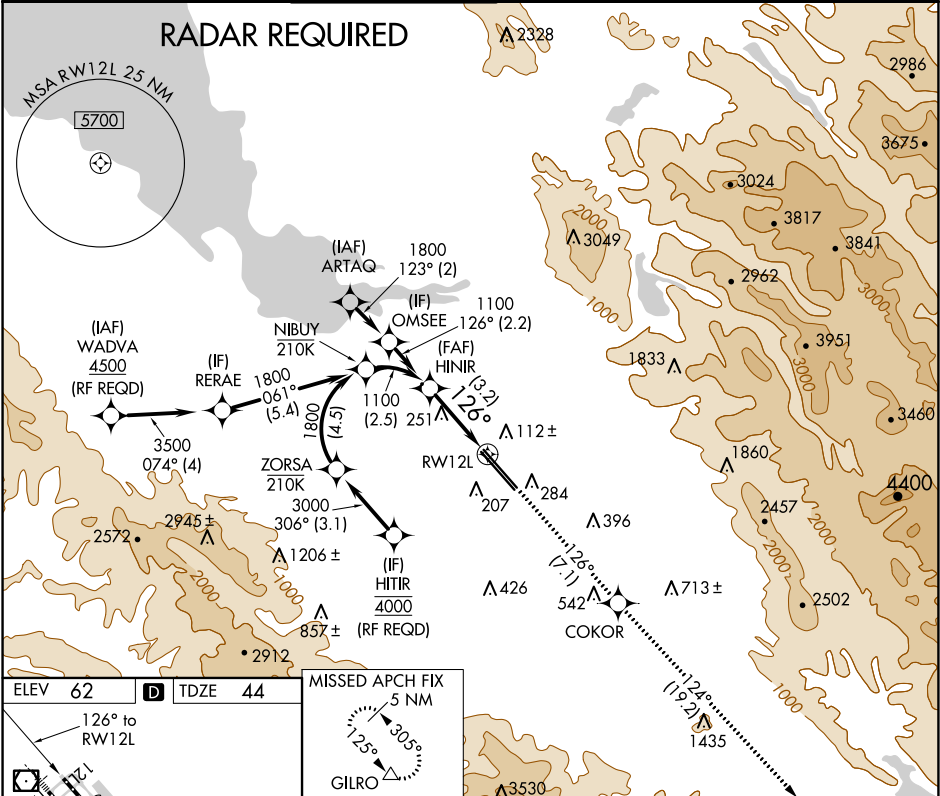 RADAR REQUIRED
MSA RW12L 25 NM
5700
2328
2986
3675
3024
3817
3841
2000
3049
1000
2962
3000
3951
3000
1833
3460
1860
4400
2457
2000
2000
2502
1000
(IAF)
ARTAQ
1800
123° (2)
(IF)
OMSEE
1100
126° (2.2)
(FAF)
HINIR
(3.2)
126°
NIBUY
210K
(IAF)
WADVA
4500
(RF REQD)
(IF)
RERAE
1800
061°
(5.4)
3500
074° (4)
1100
(2.5)
251
1800
(4.5)
ZORSA
210K
3000
306° (3.1)
(IF)
HITIR
4000
(RF REQD)
RW12L
112 ±
207
284
396
426
126°
(7.1)
542
713 ±
COKOR
124°
(19.2)
1435
2945 ±
2572
1206 ±
2000
1000
857 ±
2912
3530
ELEV 62
D
TDZE 44
126° to
RW12L
12L
MISSED APCH FIX
5 NM
125°
305°
GILRO